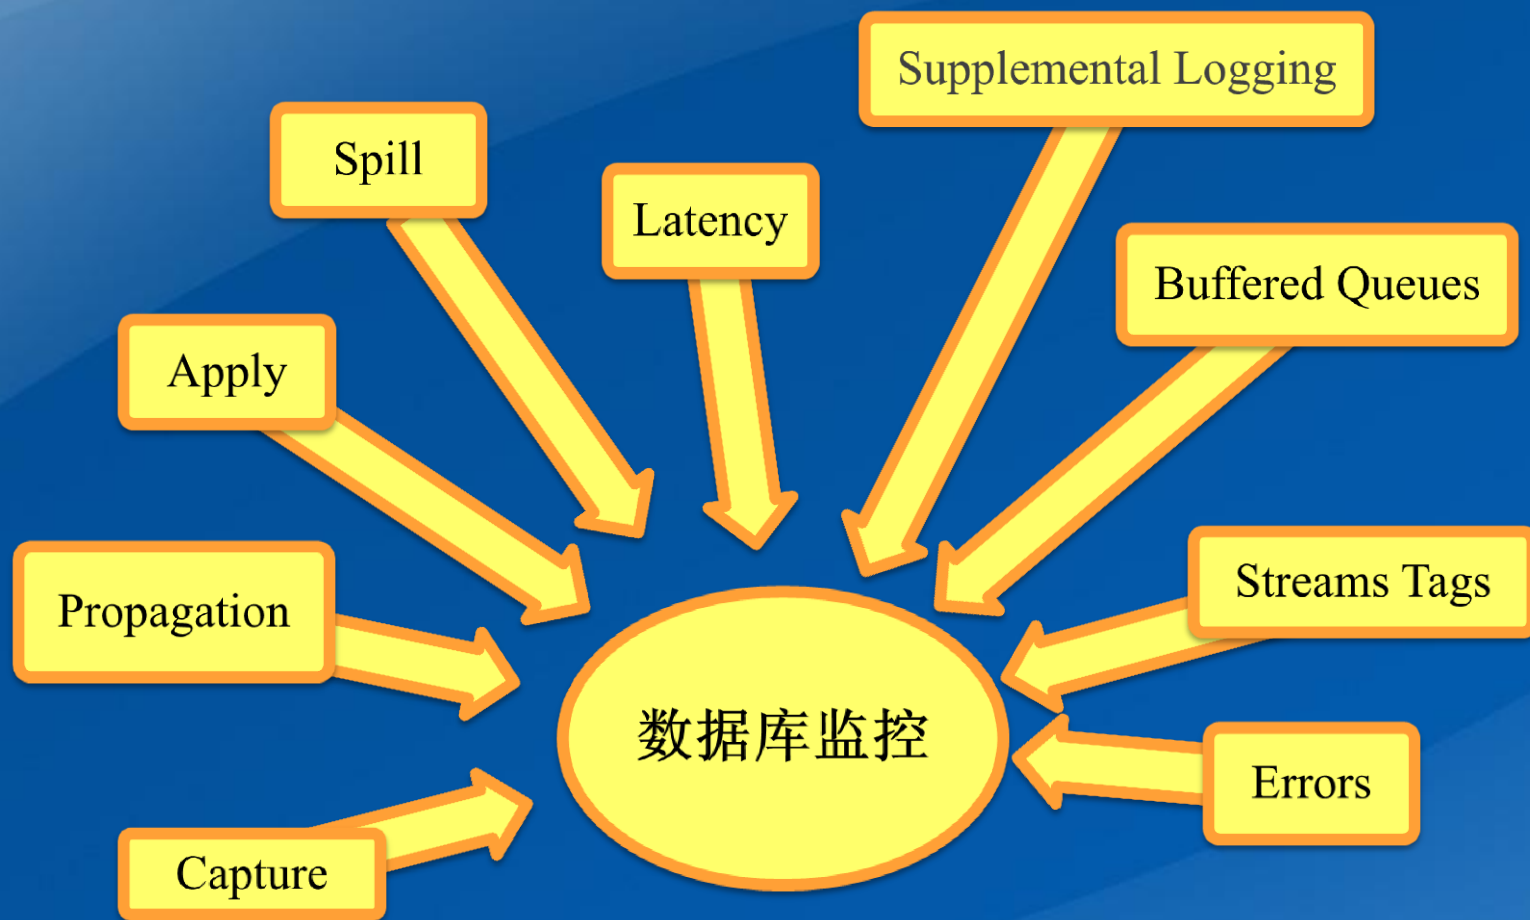 Supplemental Logging
Spill
Latency
Buffered Queues
Apply
Streams Tags
Propagation
数据库监控
Errors
Capture